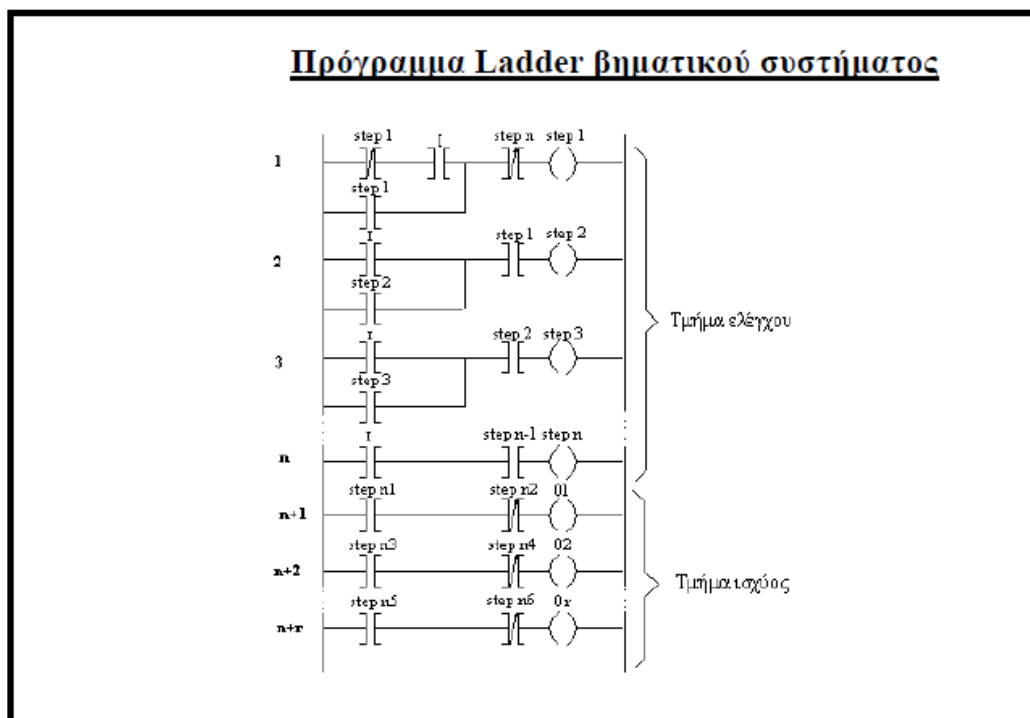 Πρόγραμμα Ladder βηματικού συστήματος
step 1 I step n step 1
1
step 1
I step 1 step 2
2
step 2
I step 2 step 3
3
step 3
Τμήμα ελέγχου
I step n-1 step n
n
step n1 step n2 01
n+1
step n3 step n4 02
n+2
Τμήμα ισχύος
step n5 step n6 0r
n+r